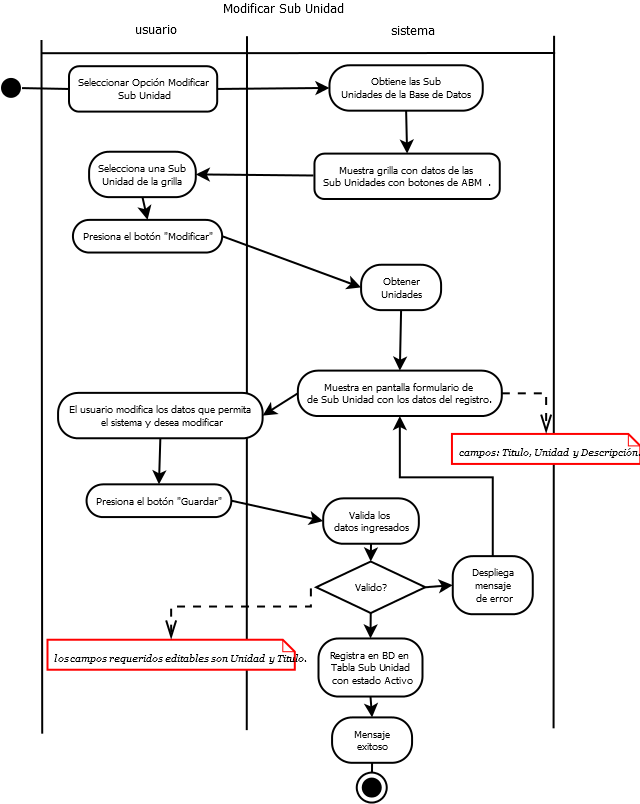 Modificar Sub Unidad
usuario
sistema
Seleccionar Opción Modificar
Sub Unidad
Obtiene las Sub
Unidades de la Base de Datos
Muestra grilla con datos de las
Sub Unidades con botones de ABM .
Selecciona una Sub
Unidad de la grilla
Presiona el botón "Modificar"
Obtener
Unidades
Muestra en pantalla formulario de
de Sub Unidad con los datos del registro.
El usuario modifica los datos que permita
el sistema y desea modificar
campos: Titulo, Unidad y Descripción.
Presiona el botón "Guardar"
Valida los
datos ingresados
Valido?
Despliega
mensaje
de error
los campos requeridos editables son Unidad y Titulo.
Registra en BD en
Tabla Sub Unidad
con estado Activo
Mensaje
exitoso